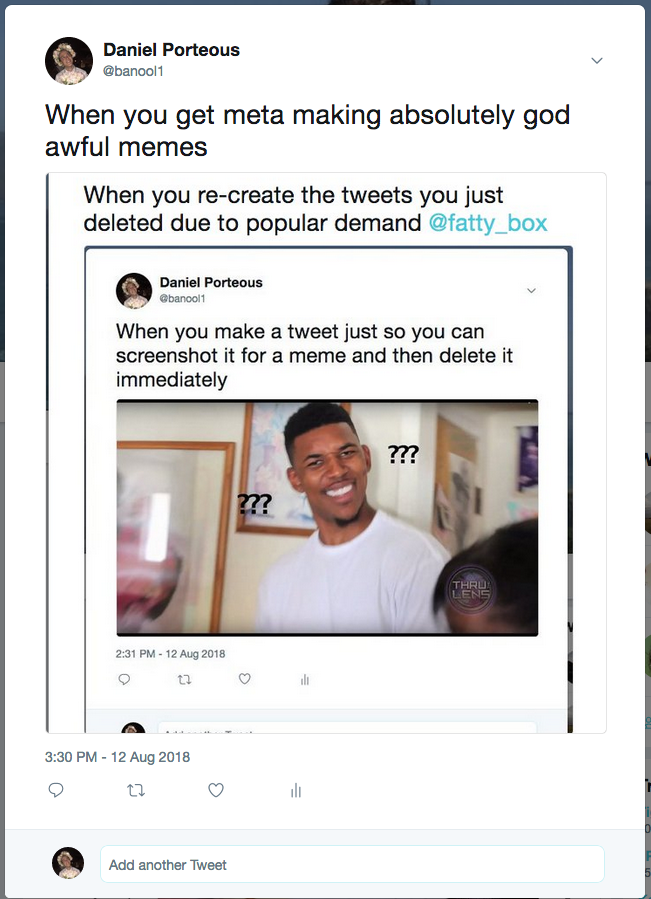 Daniel Porteous
@banool1
When you get meta making absolutely god
awful memes
When you re-create the tweets you just
deleted due to popular demand @fatty_box
Daniel Porteous
@banool1
When you make a tweet just so you can
screenshot it for a meme and then delete it
immediately
???
???
THRU
LENS
2:31 PM - 12 Aug 2018
3:30 PM - 12 Aug 2018
Add another Tweet